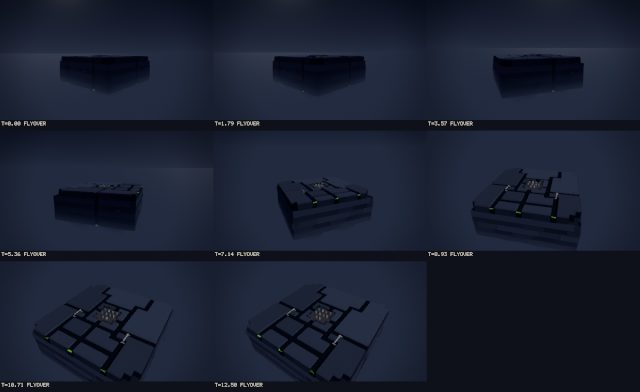 T=0.00 FLYOVER
T=1.79 FLYOVER
T=3.57 FLYOVER
T=5.36 FLYOVER
T=7.14 FLYOVER
T=8.93 FLYOVER
T=10.71 FLYOVER
T=12.50 FLYOVER